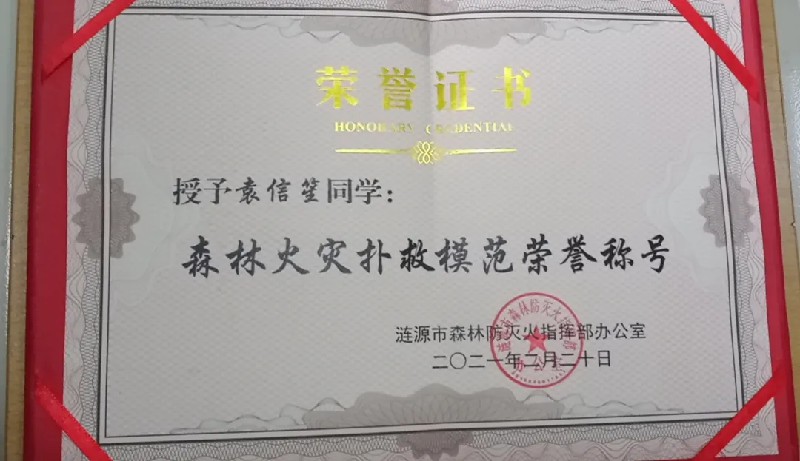 荣誉证书
HONORARY CREDENTIAL
授予袁信笙同学：
森林火灾扑救模范荣誉称号
涟源市森林防灭火指挥部办公室
二〇二一年二月二十日